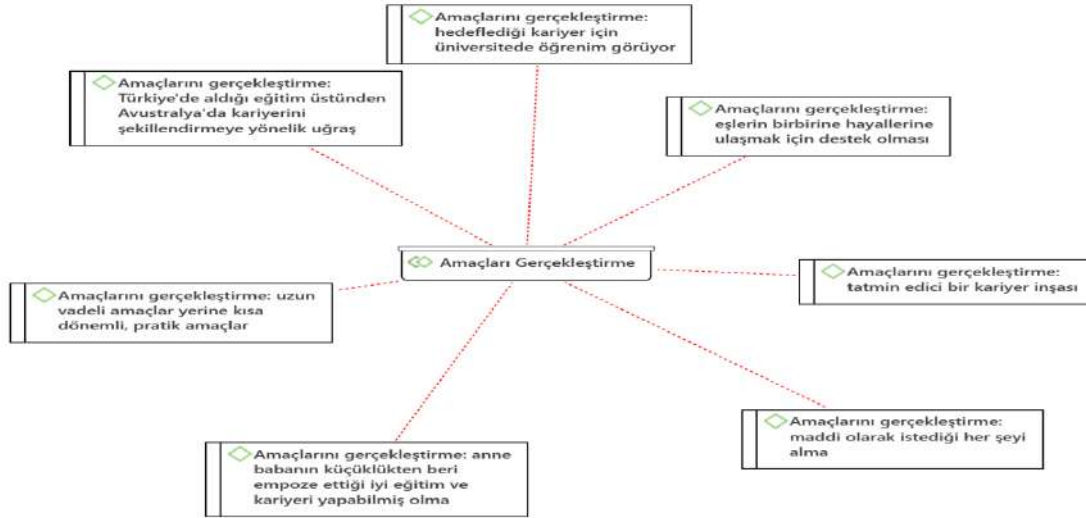 Amaçlarını gerçekleştirme:
hedeflediği kariyer için
üniversitede öğrenim görüyor
Amaçlarını gerçekleştirme:
Türkiye'de aldığı eğitim üstünden
Avustralya'da kariyerini
şekillendirmeye yönelik uğraş
Amaçlarını gerçekleştirme:
eşlerin birbirine hayallerine
ulaşmak için destek olması
Amaçları Gerçekleştirme
Amaçlarını gerçekleştirme:
tatmin edici bir kariyer inşası
Amaçlarını gerçekleştirme: uzun
vadeli amaçlar yerine kısa
dönemli, pratik amaçlar
Amaçlarını gerçekleştirme:
maddi olarak istediği her şeyi
alma
Amaçlarını gerçekleştirme: anne
babanın küçüklükten beri
empoze ettiği iyi eğitim ve
kariyeri yapabilmiş olma